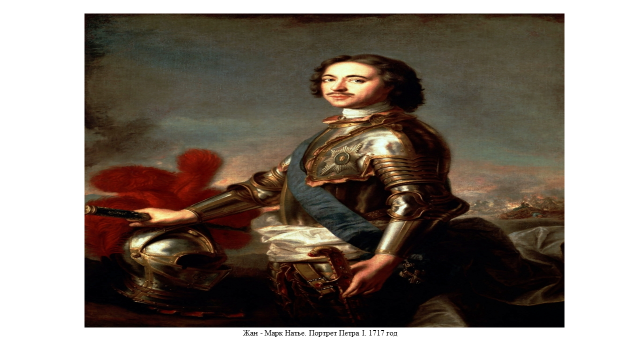 Жан - Марк Натье. Портрет Петра I. 1717 год